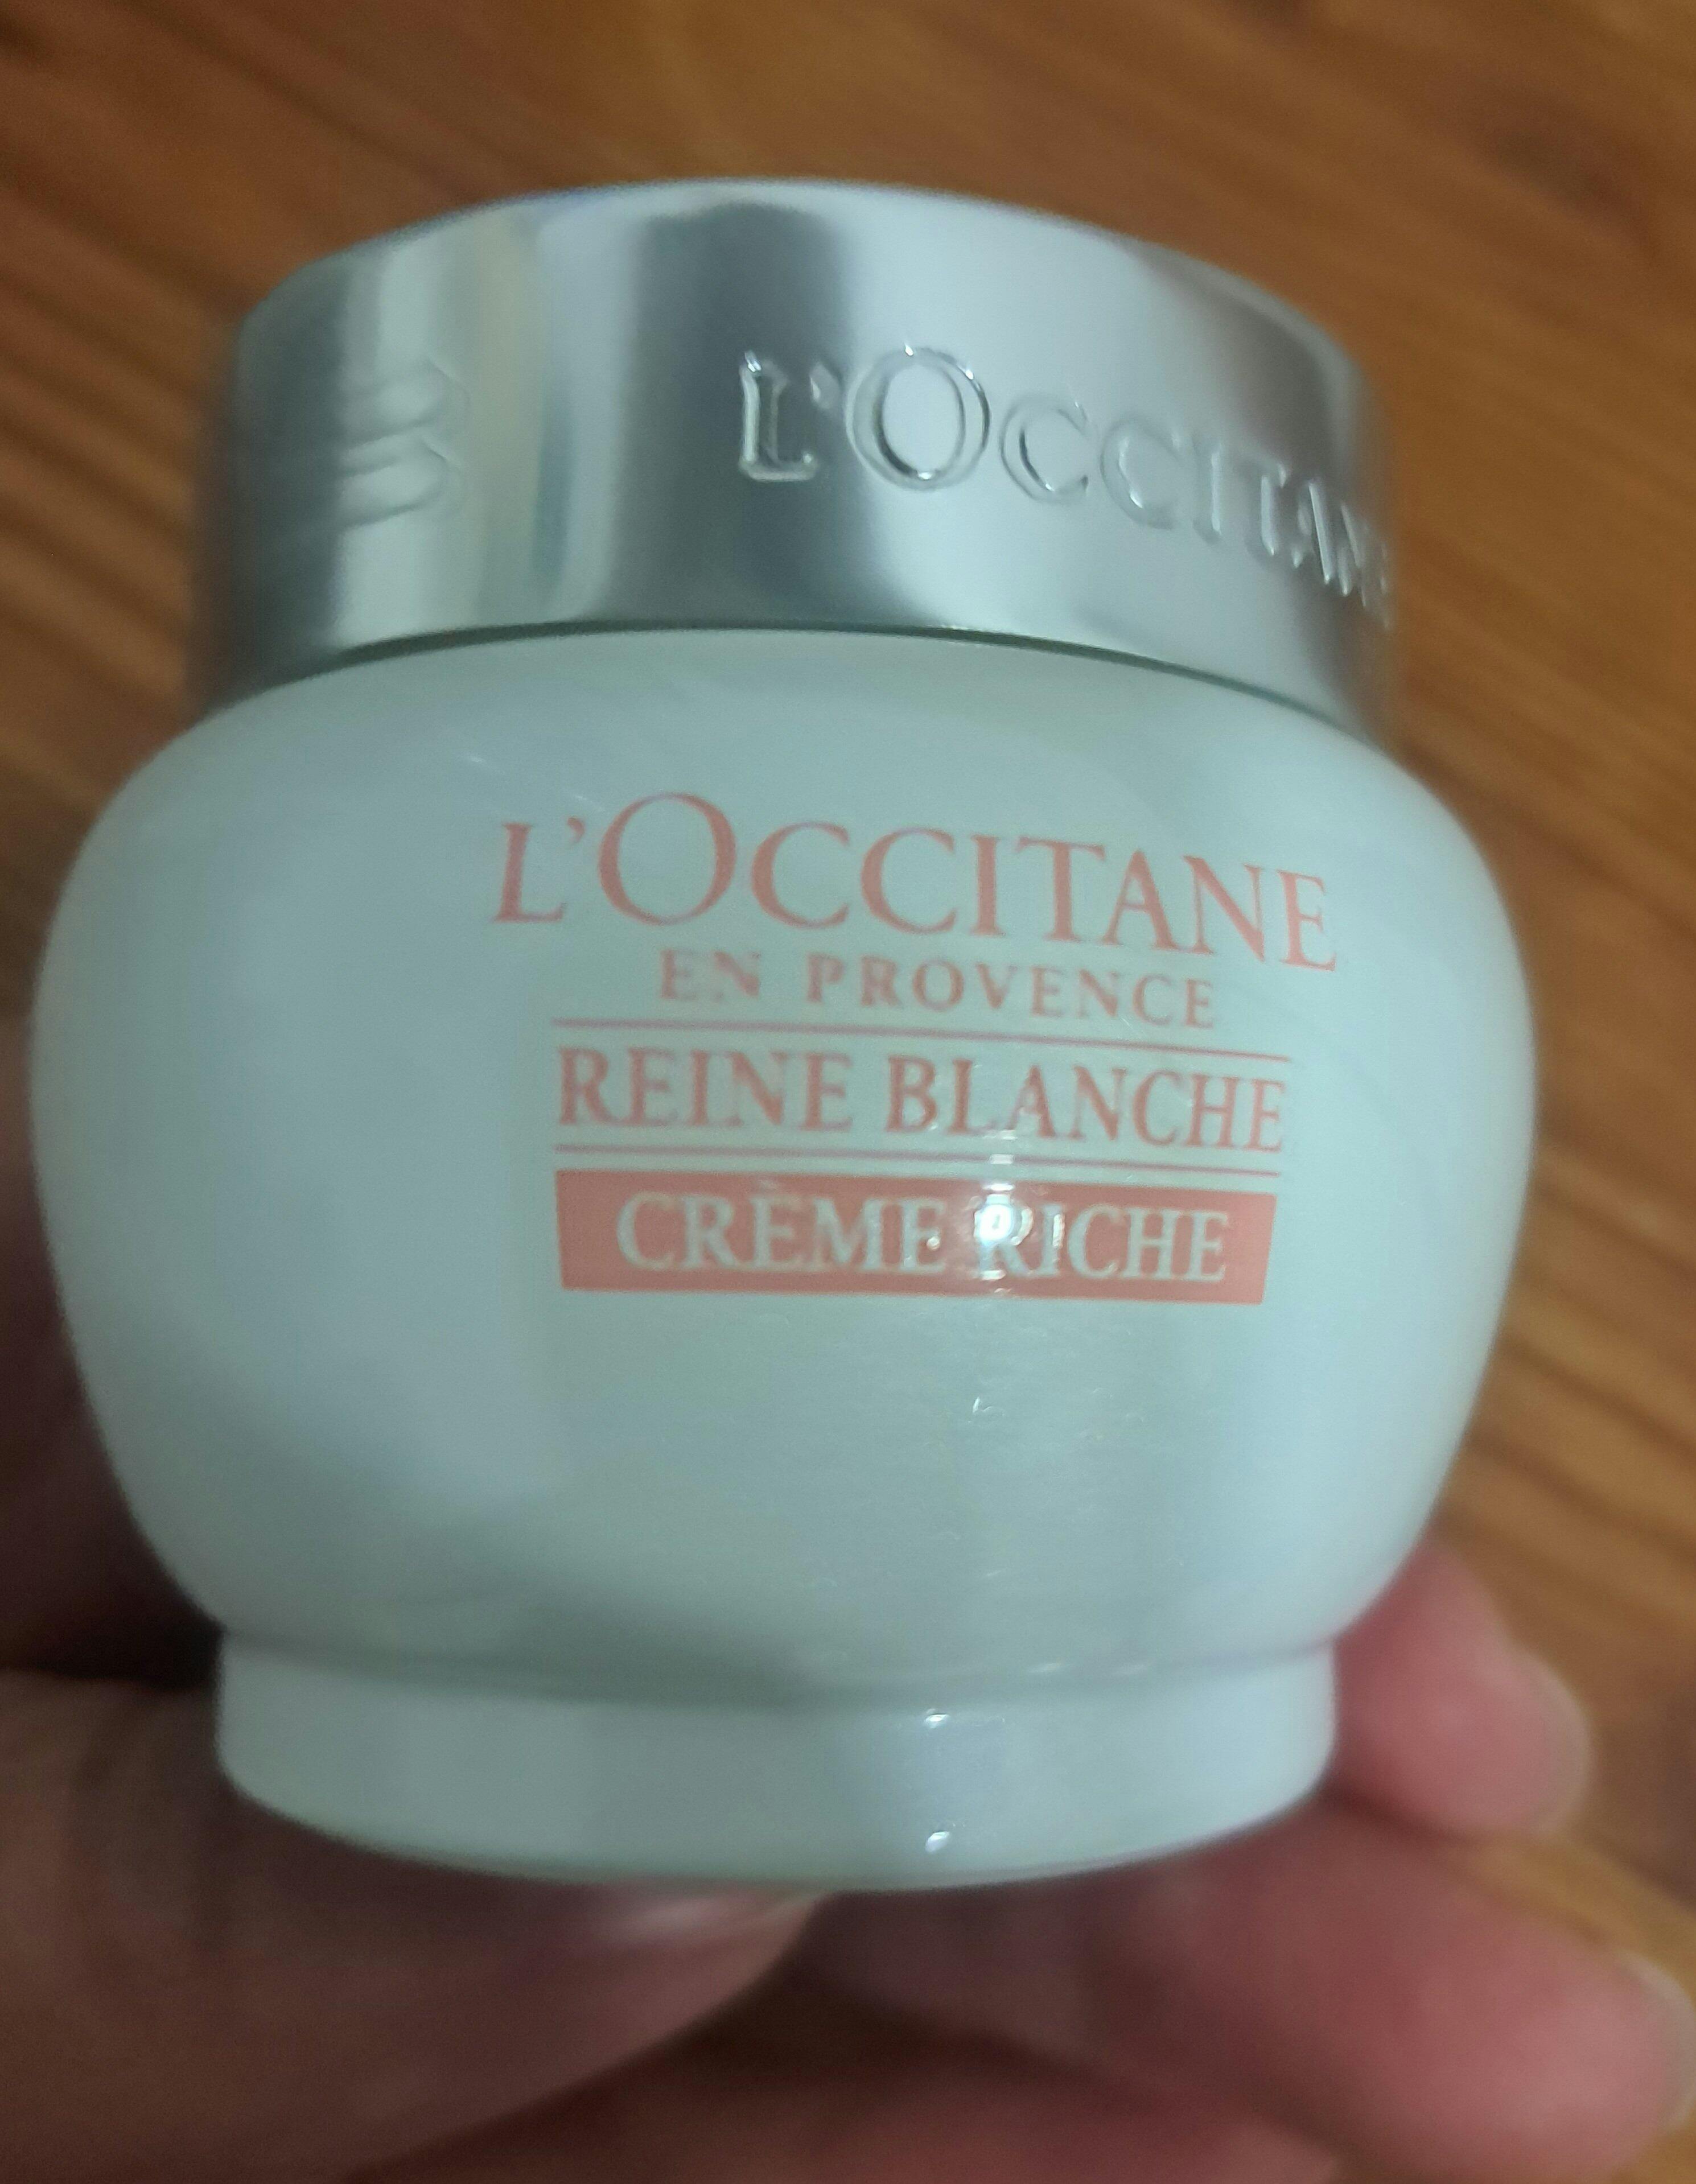 L'OCCITANE
L'OCCITANE
EN PROVENCE
REINE BLANCHE
CRÈME RICHE